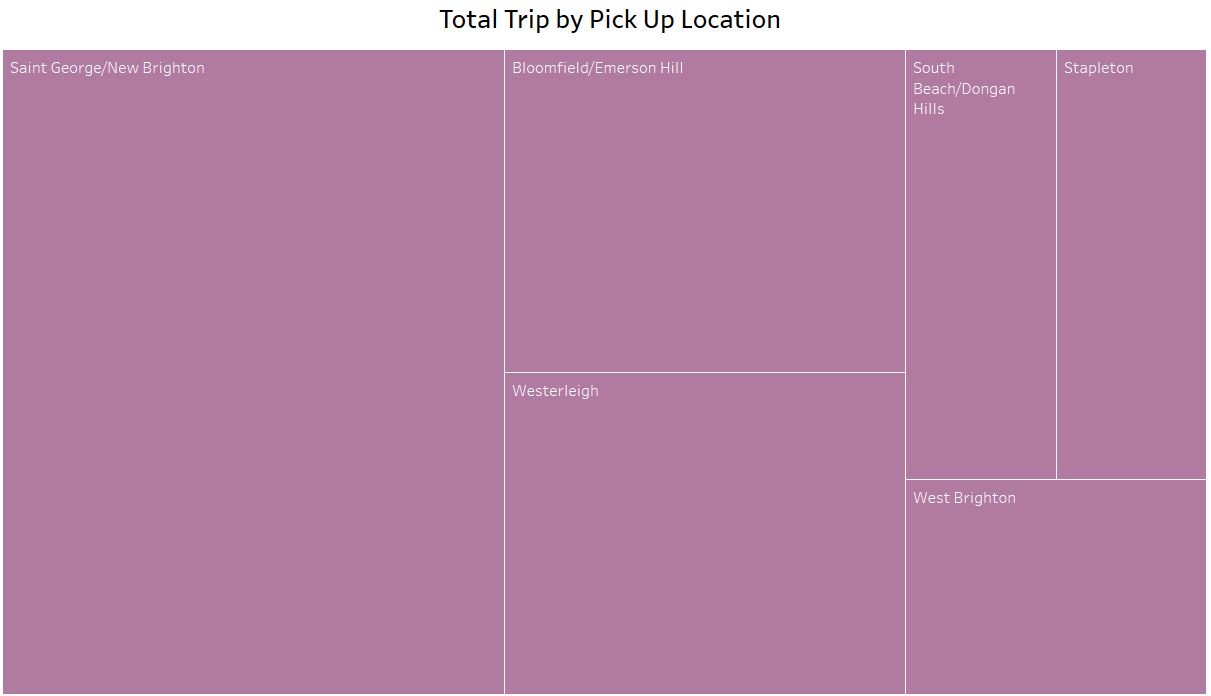 Total Trip by Pick Up Location
Saint George/New Brighton
Bloomfield/Emerson Hill
South
Beach/Dongan
Hills
Stapleton
Westerleigh
West Brighton